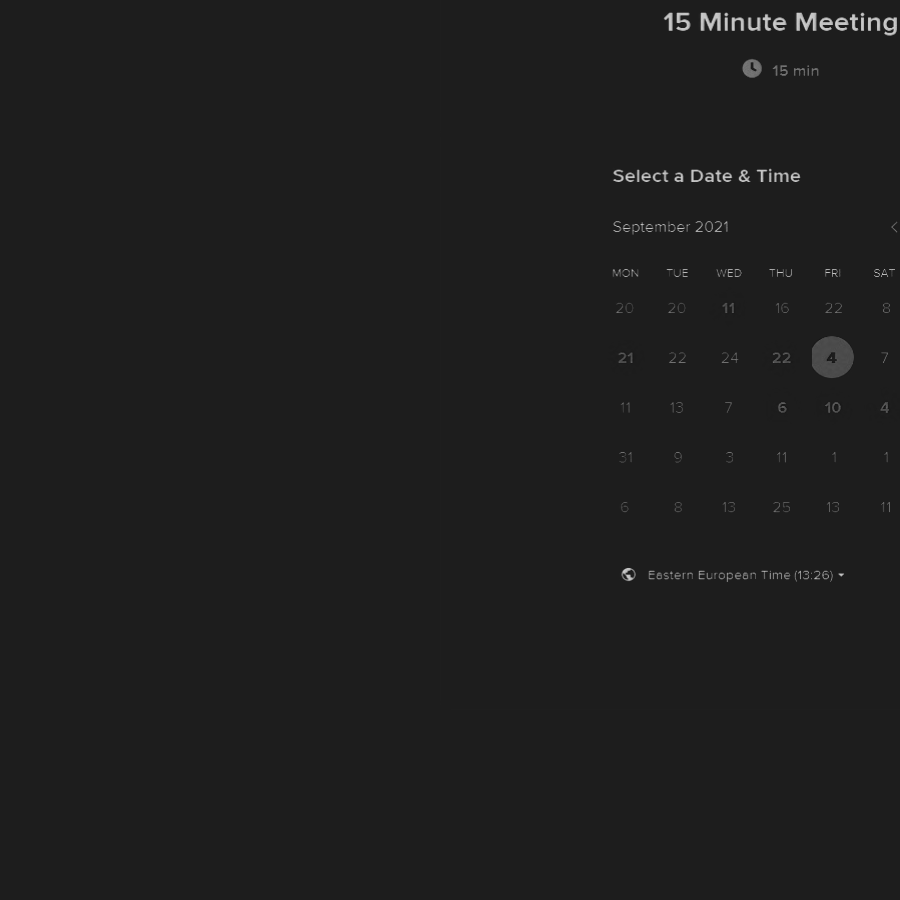 15 Minute Meeting
15 min
Select a Date & Time
September 2021
MON TUE WED THU FRI SAT
20 20 11 16 22 8
21 22 24 22 4 7
11 13 7 6 10 4
31 9 3 11 1 1
6 8 13 25 13 11
Eastern European Time (13:26)